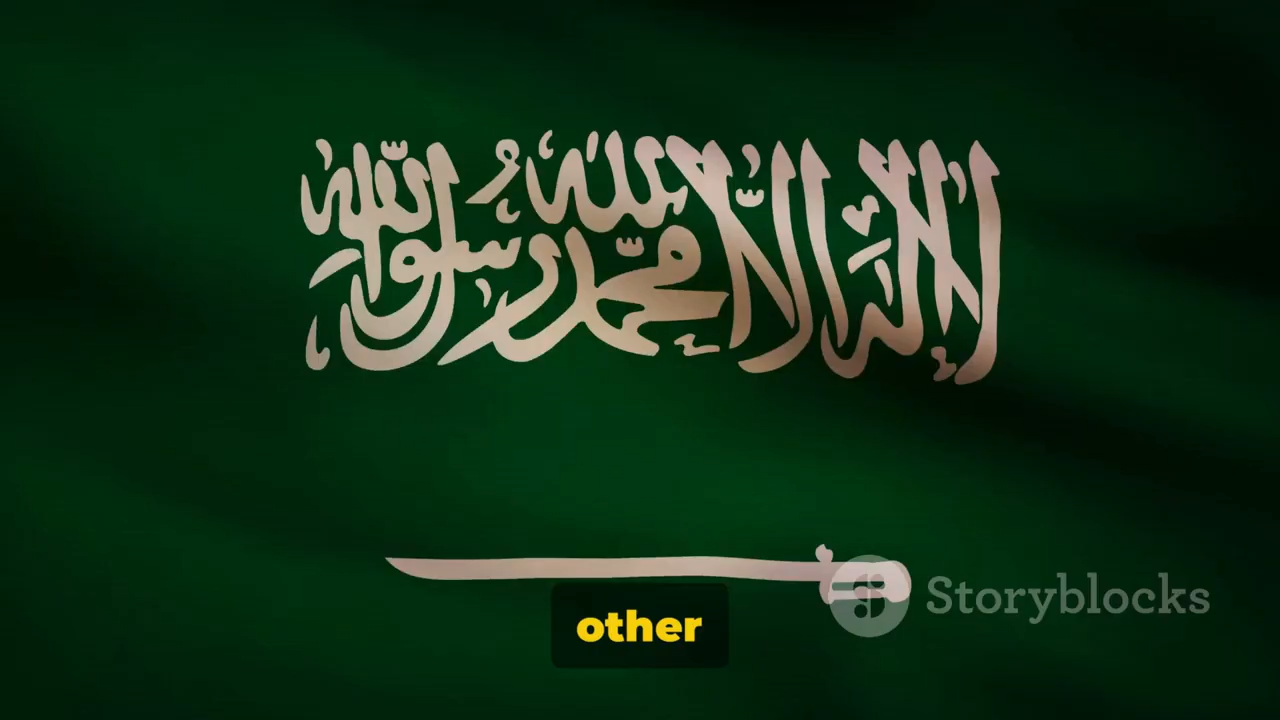 لا إله إلا الله محمد رسول الله
other
Storyblocks